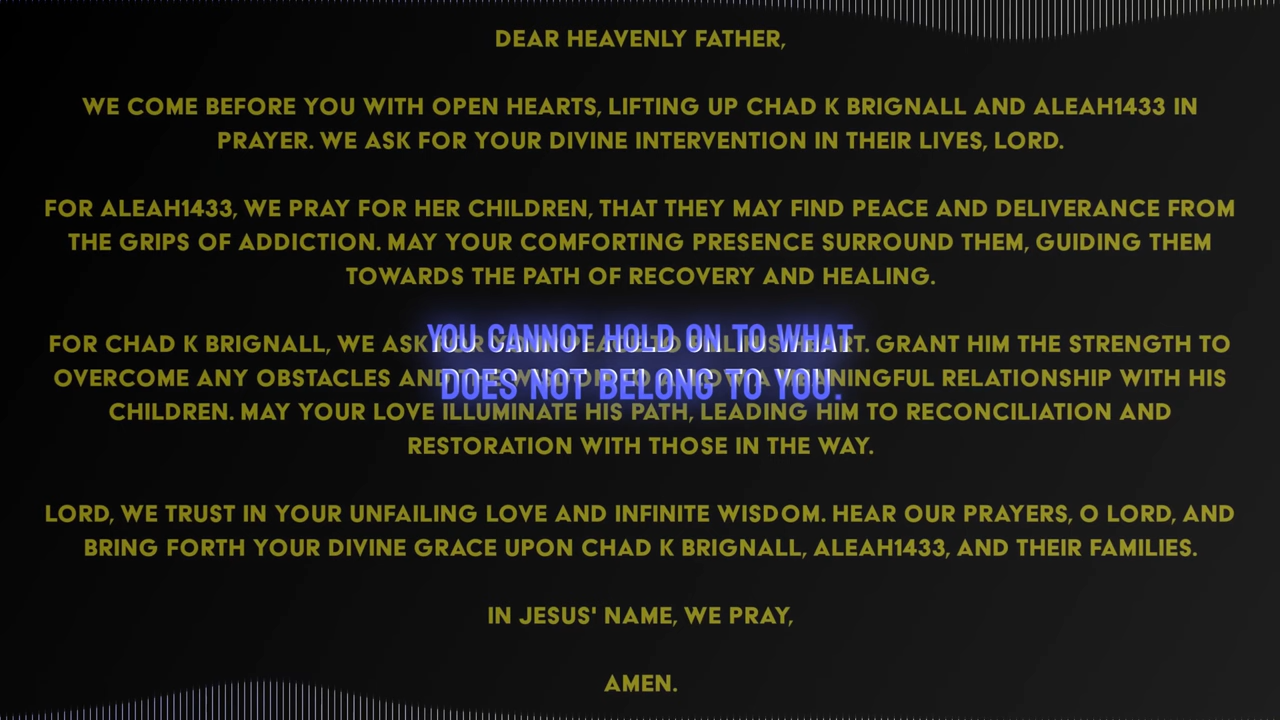 DEAR HEAVENLY FATHER,
WE COME BEFORE YOU WITH OPEN HEARTS, LIFTING UP CHAD K BRIGNALL AND ALEAH1433 IN
PRAYER. WE ASK FOR YOUR DIVINE INTERVENTION IN THEIR LIVES, LORD.
FOR ALEAH1433, WE PRAY FOR HER CHILDREN, THAT THEY MAY FIND PEACE AND DELIVERANCE FROM
THE GRIPS OF ADDICTION. MAY YOUR COMFORTING PRESENCE SURROUND THEM, GUIDING THEM
TOWARDS THE PATH OF RECOVERY AND HEALING.
FOR CHAD K BRIGNALL, WE ASK GRANT HIM THE STRENGTH TO
YOU CANNOT HOLD ON TO WHAT
OVERCOME ANY OBSTACLES RELATIONSHIP WITH HIS
DOES NOT BELONG TO YOU.
CHILDREN. MAY YOUR LOVE ILLUMINATE HIS PATH, LEADING HIM TO RECONCILIATION AND
RESTORATION WITH THOSE IN THE WAY.
LORD, WE TRUST IN YOUR UNFAILING LOVE AND INFINITE WISDOM. HEAR OUR PRAYERS, O LORD, AND
BRING FORTH YOUR DIVINE GRACE UPON CHAD K BRIGNALL, ALEAH1433, AND THEIR FAMILIES.
IN JESUS' NAME, WE PRAY,
AMEN.